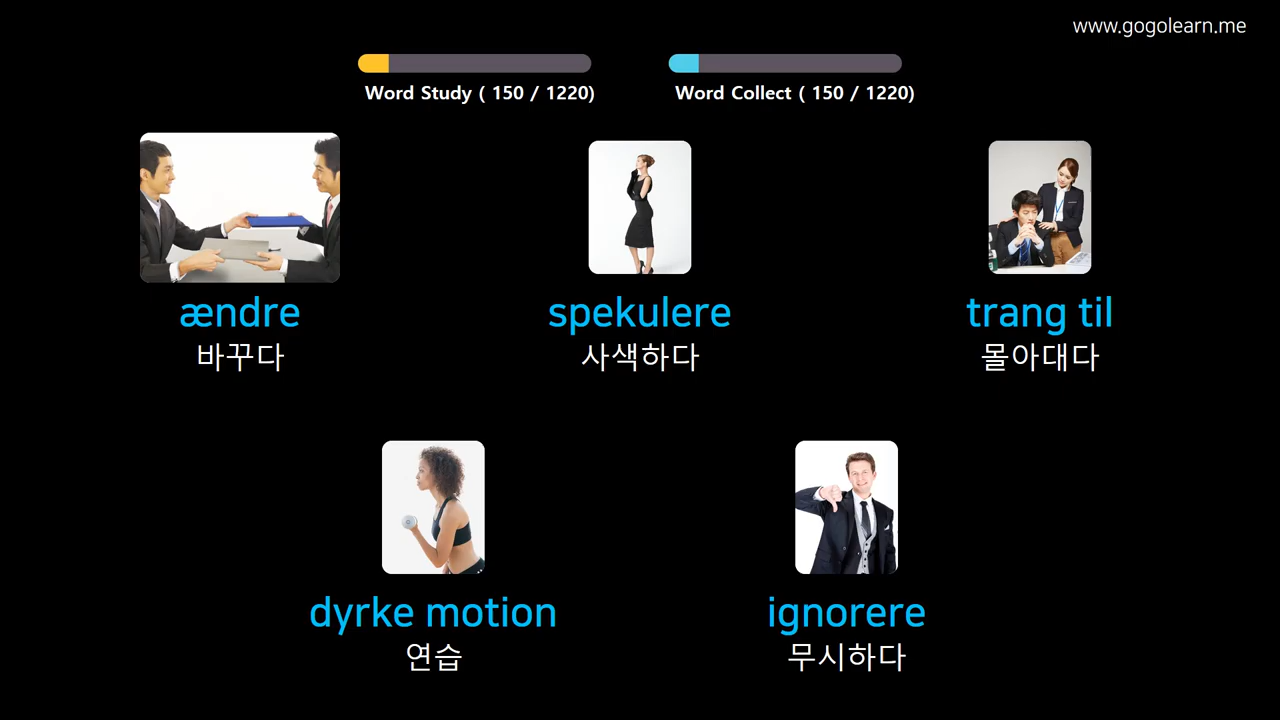 www.gogolearn.me
Word Study ( 150 / 1220)
Word Collect ( 150 / 1220)
ændre
바꾸다
spekulere
사색하다
trang til
몰아대다
dyrke motion
연습
ignorere
무시하다